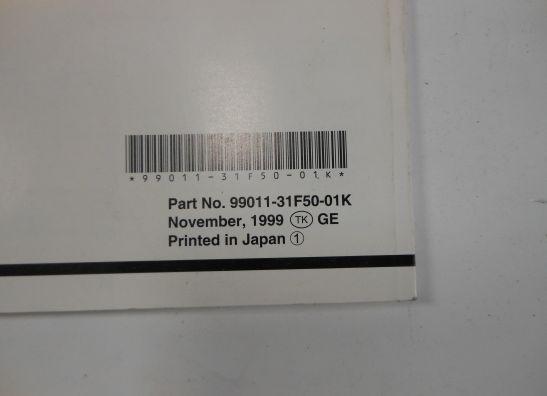 *99011-31F50-01K*
Part No. 99011-31F50-01K
November, 1999 TK GE
Printed in Japan ①